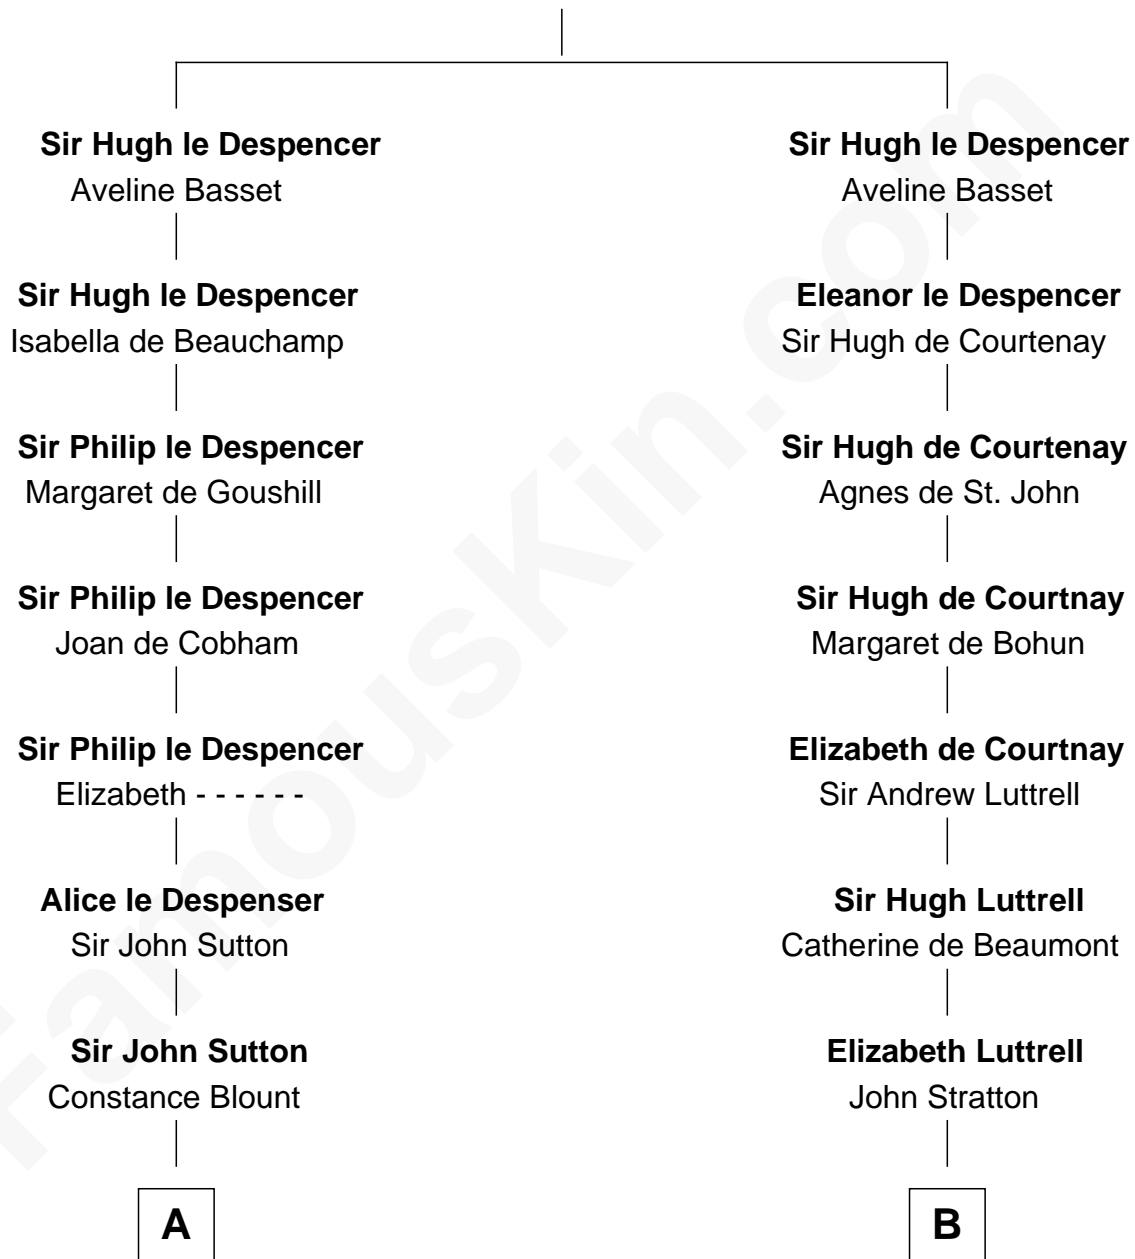 Sir Hugh le Despencer
Aveline Basset
Sir Hugh le Despencer
Isabella de Beauchamp
Sir Philip le Despencer
Margaret de Goushill
Sir Philip le Despencer
Joan de Cobham
Sir Philip le Despencer
Elizabeth - - - - - -
Alice le Despenser
Sir John Sutton
Sir John Sutton
Constance Blount
A
Sir Hugh le Despencer
Aveline Basset
Eleanor le Despencer
Sir Hugh de Courtenay
Sir Hugh de Courtenay
Agnes de St. John
Sir Hugh de Courtnay
Margaret de Bohun
Elizabeth de Courtnay
Sir Andrew Luttrell
Sir Hugh Luttrell
Catherine de Beaumont
Elizabeth Luttrell
John Stratton
B
FamousKin.com